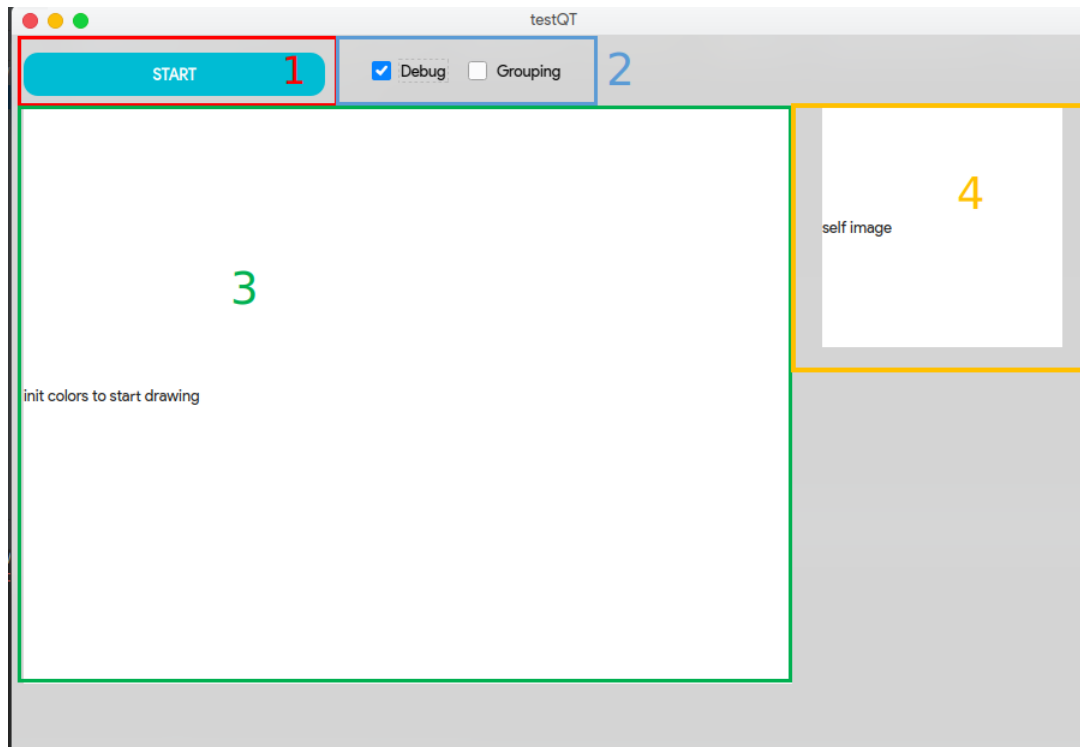 testQT
START 1
Debug Grouping 2
4
self image
3
init colors to start drawing